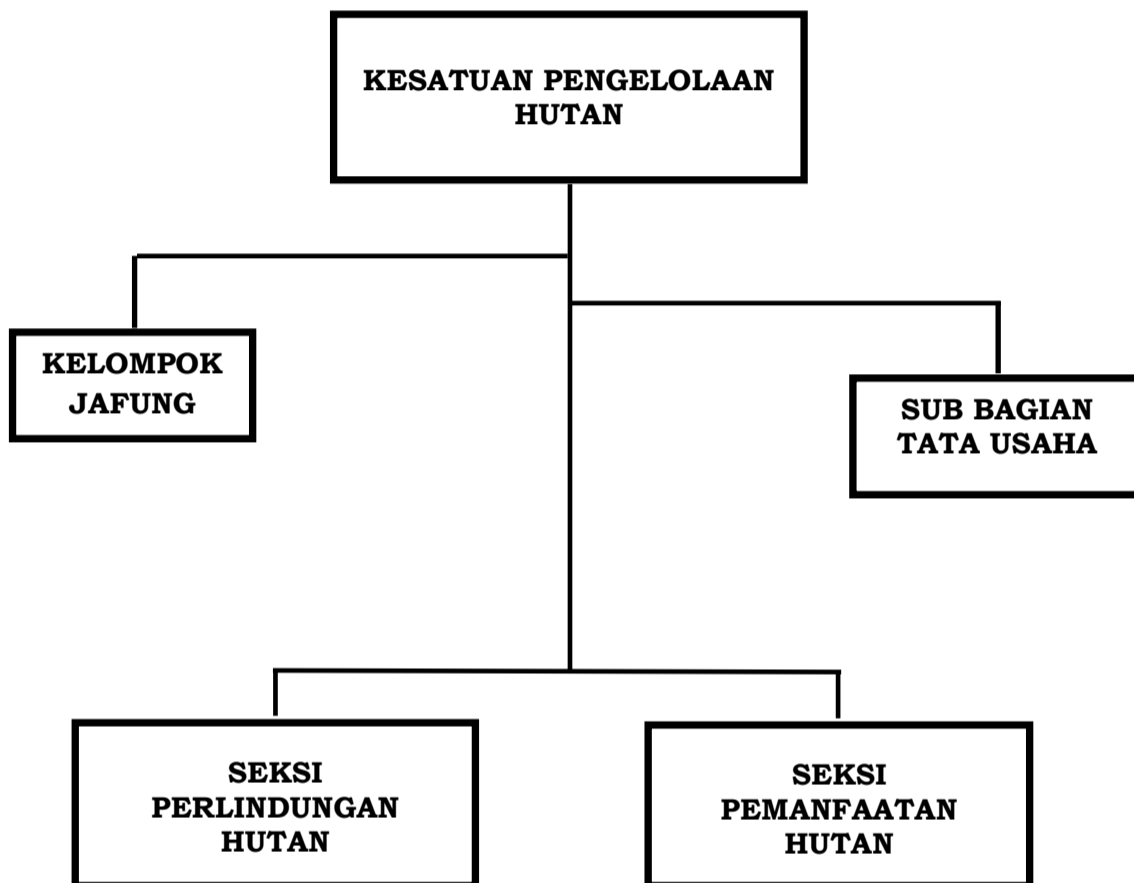 KESATUAN PENGELOLAAN
HUTAN
KELOMPOK
JAFUNG
SUB BAGIAN
TATA USAHA
SEKSI
PERLINDUNGAN
HUTAN
SEKSI
PEMANFAATAN
HUTAN